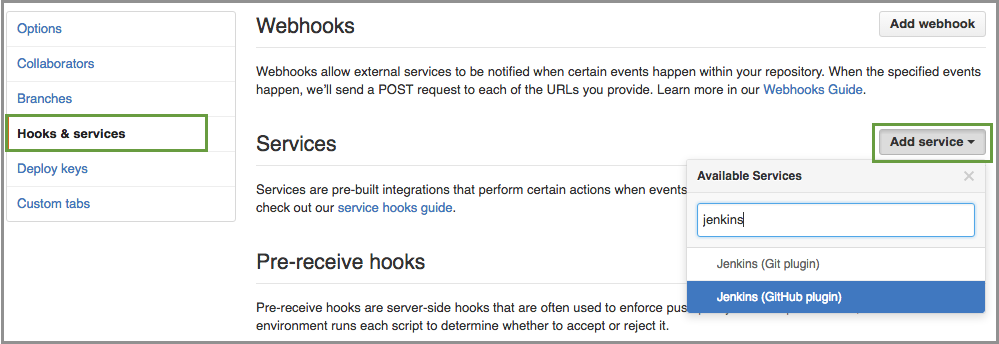 Options
Collaborators
Branches
Hooks & services
Deploy keys
Custom tabs
Webhooks
Add webhook
Webhooks allow external services to be notified when certain events happen within your repository. When the specified events
happen, we'll send a POST request to each of the URLs you provide. Learn more in our Webhooks Guide.
Services
Add service
Services are pre-built integrations that perform certain actions when events
check out our service hooks guide.
Available Services
jenkins
Jenkins (Git plugin)
Jenkins (GitHub plugin)
Pre-receive hooks
Pre-receive hooks are server-side hooks that are often used to enforce
environment runs each script to determine whether to accept or reject it.